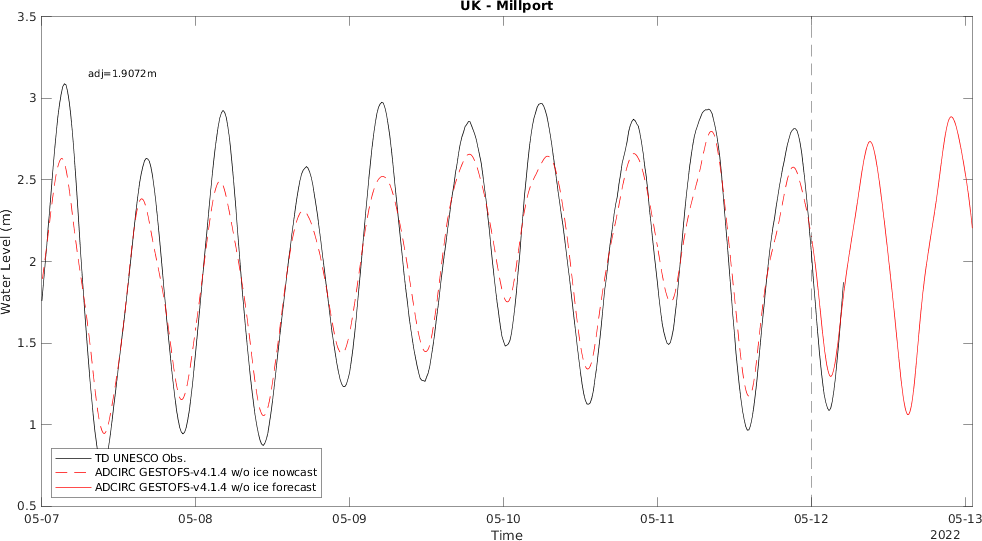 UK - Millport
adj=1.9072m
3.5
3
2.5
2
1.5
1
0.5
Water Level (m)
TD UNESCO Obs.
ADCIRC GESTOFS-v4.1.4 w/o ice nowcast
ADCIRC GESTOFS-v4.1.4 w/o ice forecast
05-07 05-08 05-09 05-10 05-11 05-12 05-13
Time
2022